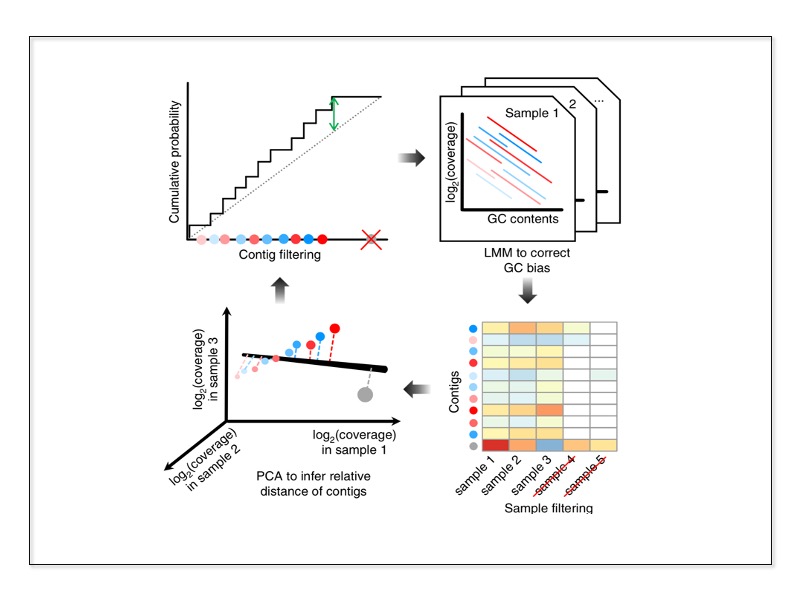 Cumulative probability
Contig filtering
Sample 1
2
...
log2(coverage)
GC contents
LMM to correct
GC bias
log2(coverage)
in sample 3
log2(coverage)
in sample 1
log2(coverage)
in sample 2
PCA to infer relative
distance of contigs
Contigs
sample 1
sample 2
sample 3
sample 4
sample 5
Sample filtering